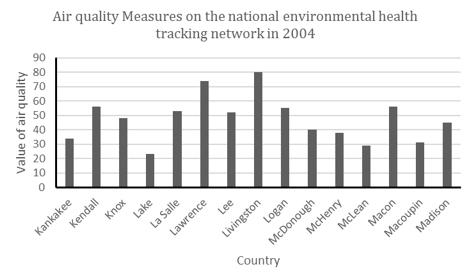 Air quality Measures on the national environmental health
tracking network in 2004
Value of air quality
90
80
70
60
50
40
30
20
10
0
Kankakee
Kendall
Knox
Lake
La Salle
Lawrence
Lee
Livingston
Logan
McDonough
McHenry
McLean
Macon
Macoupin
Madison
Country